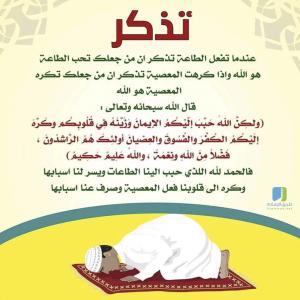 تذكر
عندما تفعل الطاعة تذكر ان من جعلك تحب الطاعة
هو الله واذا كرهت المعصية تذكر ان من جعلك تكره
المعصية هو الله
قال الله سبحانه وتعالى :
(ولكن الله حبب إليكم الإيمان وزينه في قلوبكم وكره
إليكم الكفر والفسوق والعصيان أولئك هم الراشدون ،
فضلاً من الله ونعمة ، والله عليم حكيم)
فالحمد لله اللذي حبب الينا الطاعات ويسر لنا اسبابها
وكره الى قلوبنا فعل المعصية وصرف عنا اسبابها